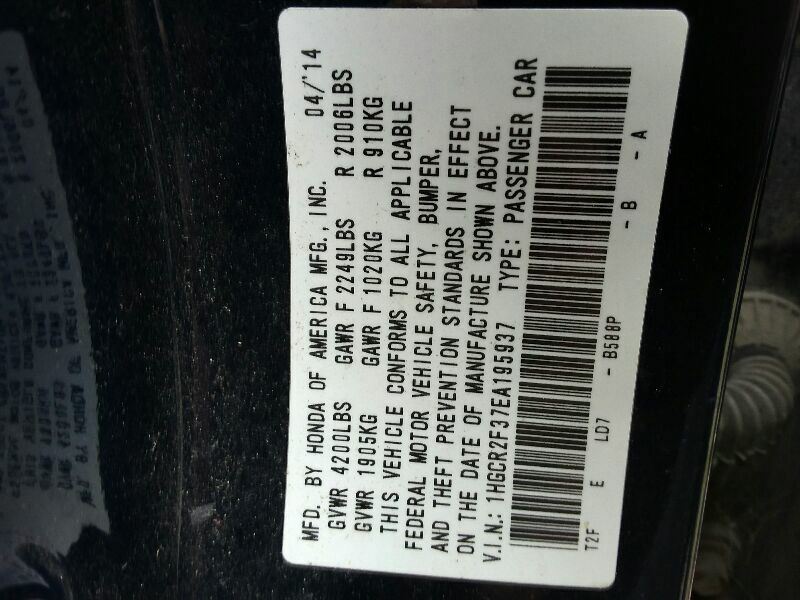 MFD. BY HONDA OF AMERICA MFG., INC. 04/'14
GVWR 4200LBS GAWR F 2249LBS R 2006LBS
GVWR 1905KG GAWR F 1020KG R 910KG
THIS VEHICLE CONFORMS TO ALL APPLICABLE
FEDERAL MOTOR VEHICLE SAFETY, BUMPER,
AND THEFT PREVENTION STANDARDS IN EFFECT
ON THE DATE OF MANUFACTURE SHOWN ABOVE.
V.I.N.: 1HGCR2F37EA195937 TYPE: PASSENGER CAR
T2F E LD7 - B588P - B - A